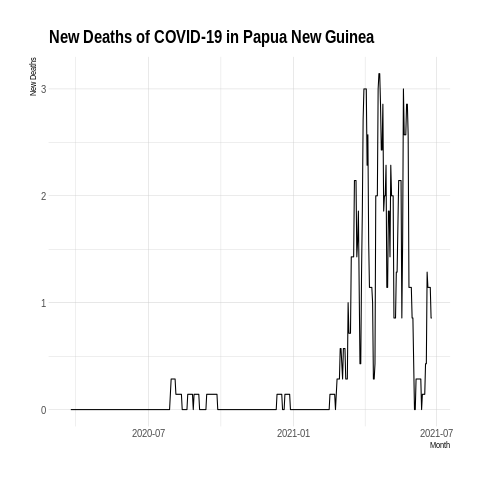 New Deaths of COVID-19 in Papua New Guinea
New Deaths
3
2
1
0
2020-07
2021-01
2021-07
Month